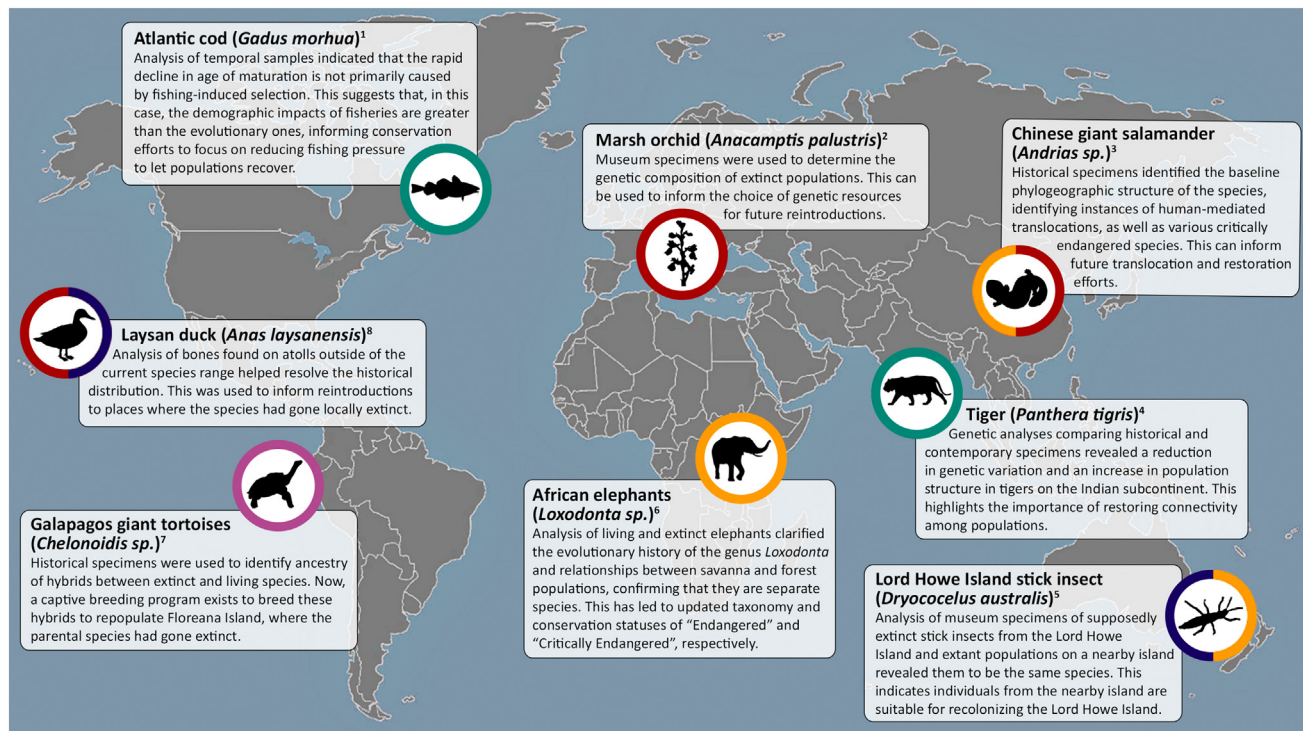 Atlantic cod (Gadus morhua)¹
Analysis of temporal samples indicated that the rapid
decline in age of maturation is not primarily caused
by fishing-induced selection. This suggests that, in this
case, the demographic impacts of fisheries are greater
than the evolutionary ones, informing conservation
efforts to focus on reducing fishing pressure
to let populations recover.
Marsh orchid (Anacamptis palustris)²
Museum specimens were used to determine the
genetic composition of extinct populations. This can
be used to inform the choice of genetic resources
for future reintroductions.
Chinese giant salamander
(Andrias sp.)³
Historical specimens identified the baseline
phylogeographic structure of the species,
identifying instances of human-mediated
translocations, as well as various critically
endangered species. This can inform
future translocation and restoration
efforts.
Laysan duck (Anas laysanensis)⁸
Analysis of bones found on atolls outside of the
current species range helped resolve the historical
distribution. This was used to inform reintroductions
to places where the species had gone locally extinct.
Tiger (Panthera tigris)⁴
Genetic analyses comparing historical and
contemporary specimens revealed a reduction
in genetic variation and an increase in population
structure in tigers on the Indian subcontinent. This
highlights the importance of restoring connectivity
among populations.
Galapagos giant tortoises
(Chelonoidis sp.)⁷
Historical specimens were used to identify ancestry
of hybrids between extinct and living species. Now,
a captive breeding program exists to breed these
hybrids to repopulate Floreana Island, where the
parental species had gone extinct.
African elephants
(Loxodonta sp.)⁶
Analysis of living and extinct elephants clarified
the evolutionary history of the genus Loxodonta
and relationships between savanna and forest
populations, confirming that they are separate
species. This has led to updated taxonomy and
conservation statuses of “Endangered” and
“Critically Endangered”, respectively.
Lord Howe Island stick insect
(Dryococelus australis)⁵
Analysis of museum specimens of supposedly
extinct stick insects from the Lord Howe
Island and extant populations on a nearby island
revealed them to be the same species. This
indicates individuals from the nearby island are
suitable for recolonizing the Lord Howe Island.